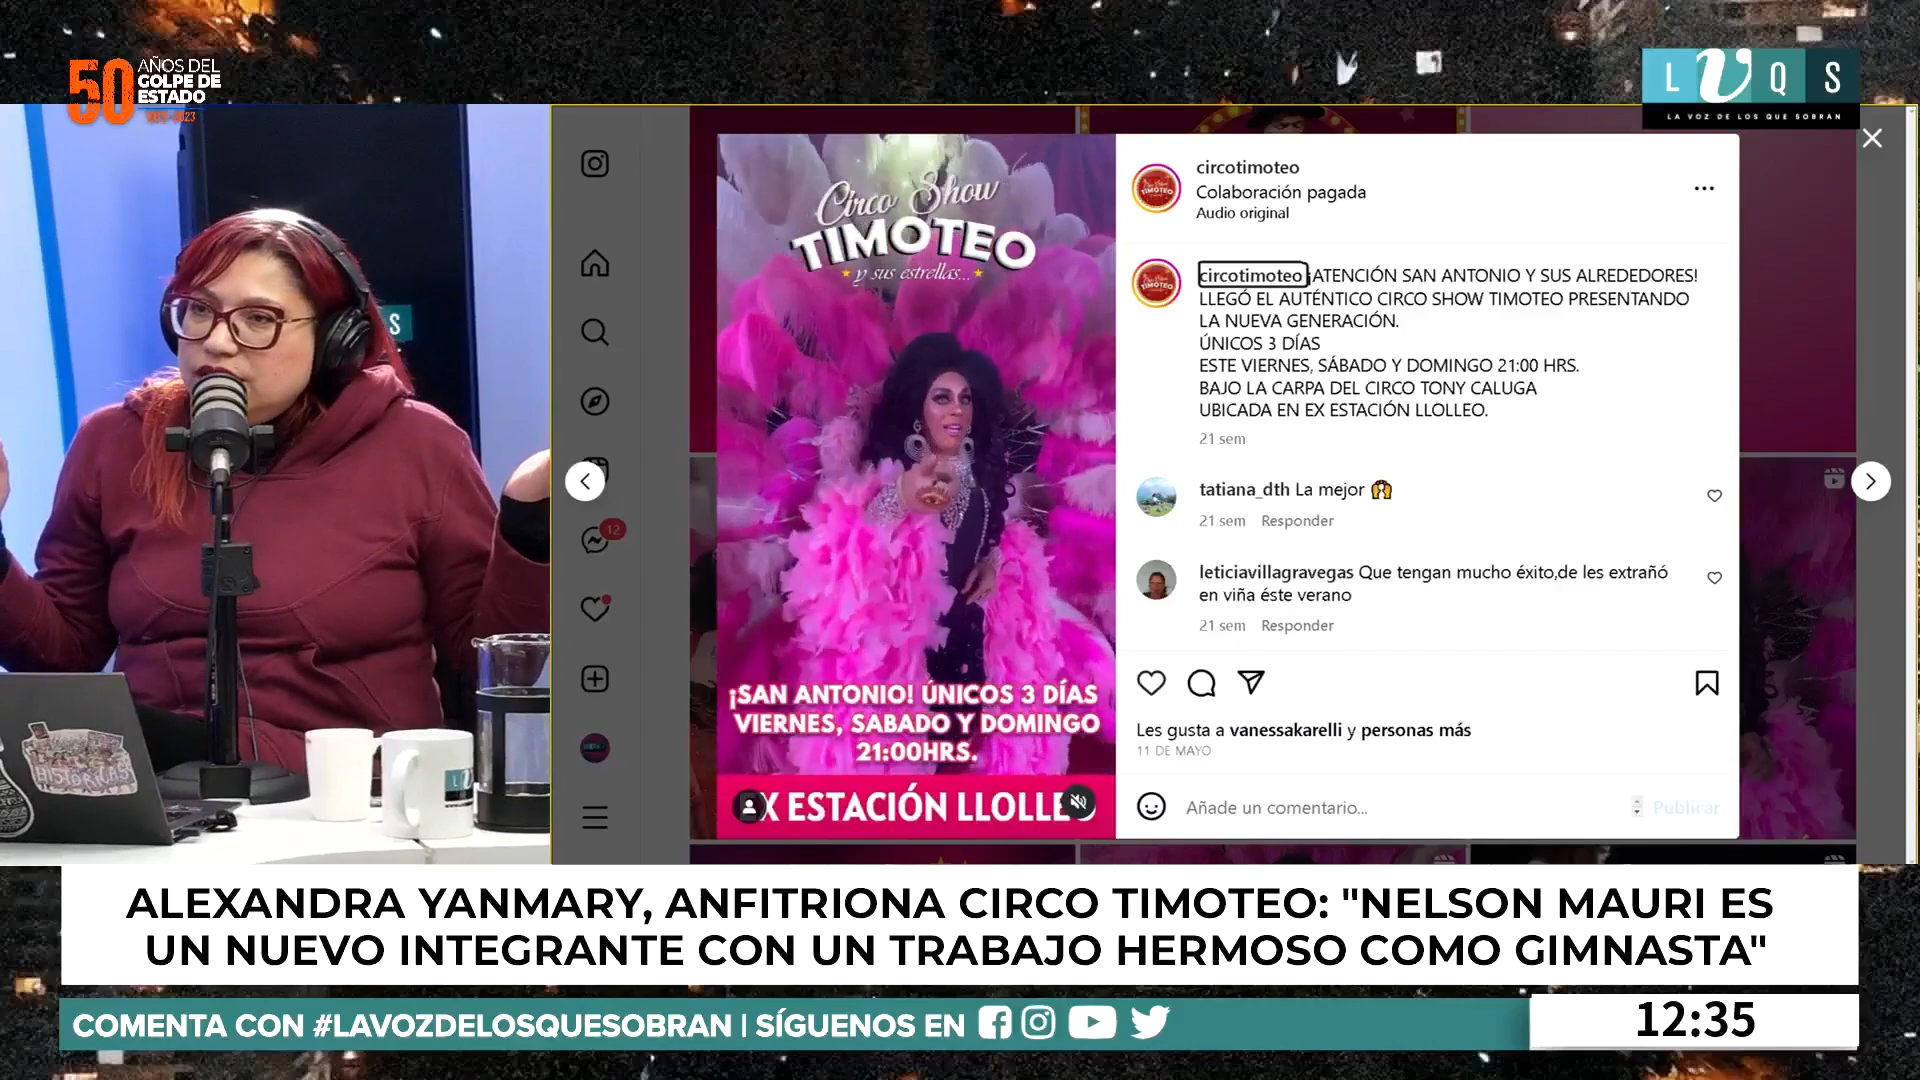 50 AÑOS DEL
GOLPE DE
ESTADO
L V Q S
LA VOZ DE LOS QUE SOBRAN
S
HISTÓRICAS
LV
12
Circo Show
TIMOTEO
y sus estrellas...
¡SAN ANTONIO! ÚNICOS 3 DÍAS
VIERNES, SABADO Y DOMINGO
21:00HRS.
EX ESTACIÓN LLOLLE
circotimoteo
Colaboración pagada
Audio original
circotimoteo ¡ATENCIÓN SAN ANTONIO Y SUS ALREDEDORES!
LLEGÓ EL AUTÉNTICO CIRCO SHOW TIMOTEO PRESENTANDO
LA NUEVA GENERACIÓN.
ÚNICOS 3 DÍAS
ESTE VIERNES, SÁBADO Y DOMINGO 21:00 HRS.
BAJO LA CARPA DEL CIRCO TONY CALUGA
UBICADA EN EX ESTACIÓN LLOLLEO.
21 sem
tatiana_dth La mejor 🙌
21 sem Responder
leticiavillagravegas Que tengan mucho éxito,de les extrañó
en viña éste verano
21 sem Responder
Les gusta a vanessakarelli y personas más
11 DE MAYO
Añade un comentario...
Publicar
ALEXANDRA YANMARY, ANFITRIONA CIRCO TIMOTEO: "NELSON MAURI ES
UN NUEVO INTEGRANTE CON UN TRABAJO HERMOSO COMO GIMNASTA"
COMENTA CON #LAVOZDELOSQUESOBRAN | SÍGUENOS EN
12:35